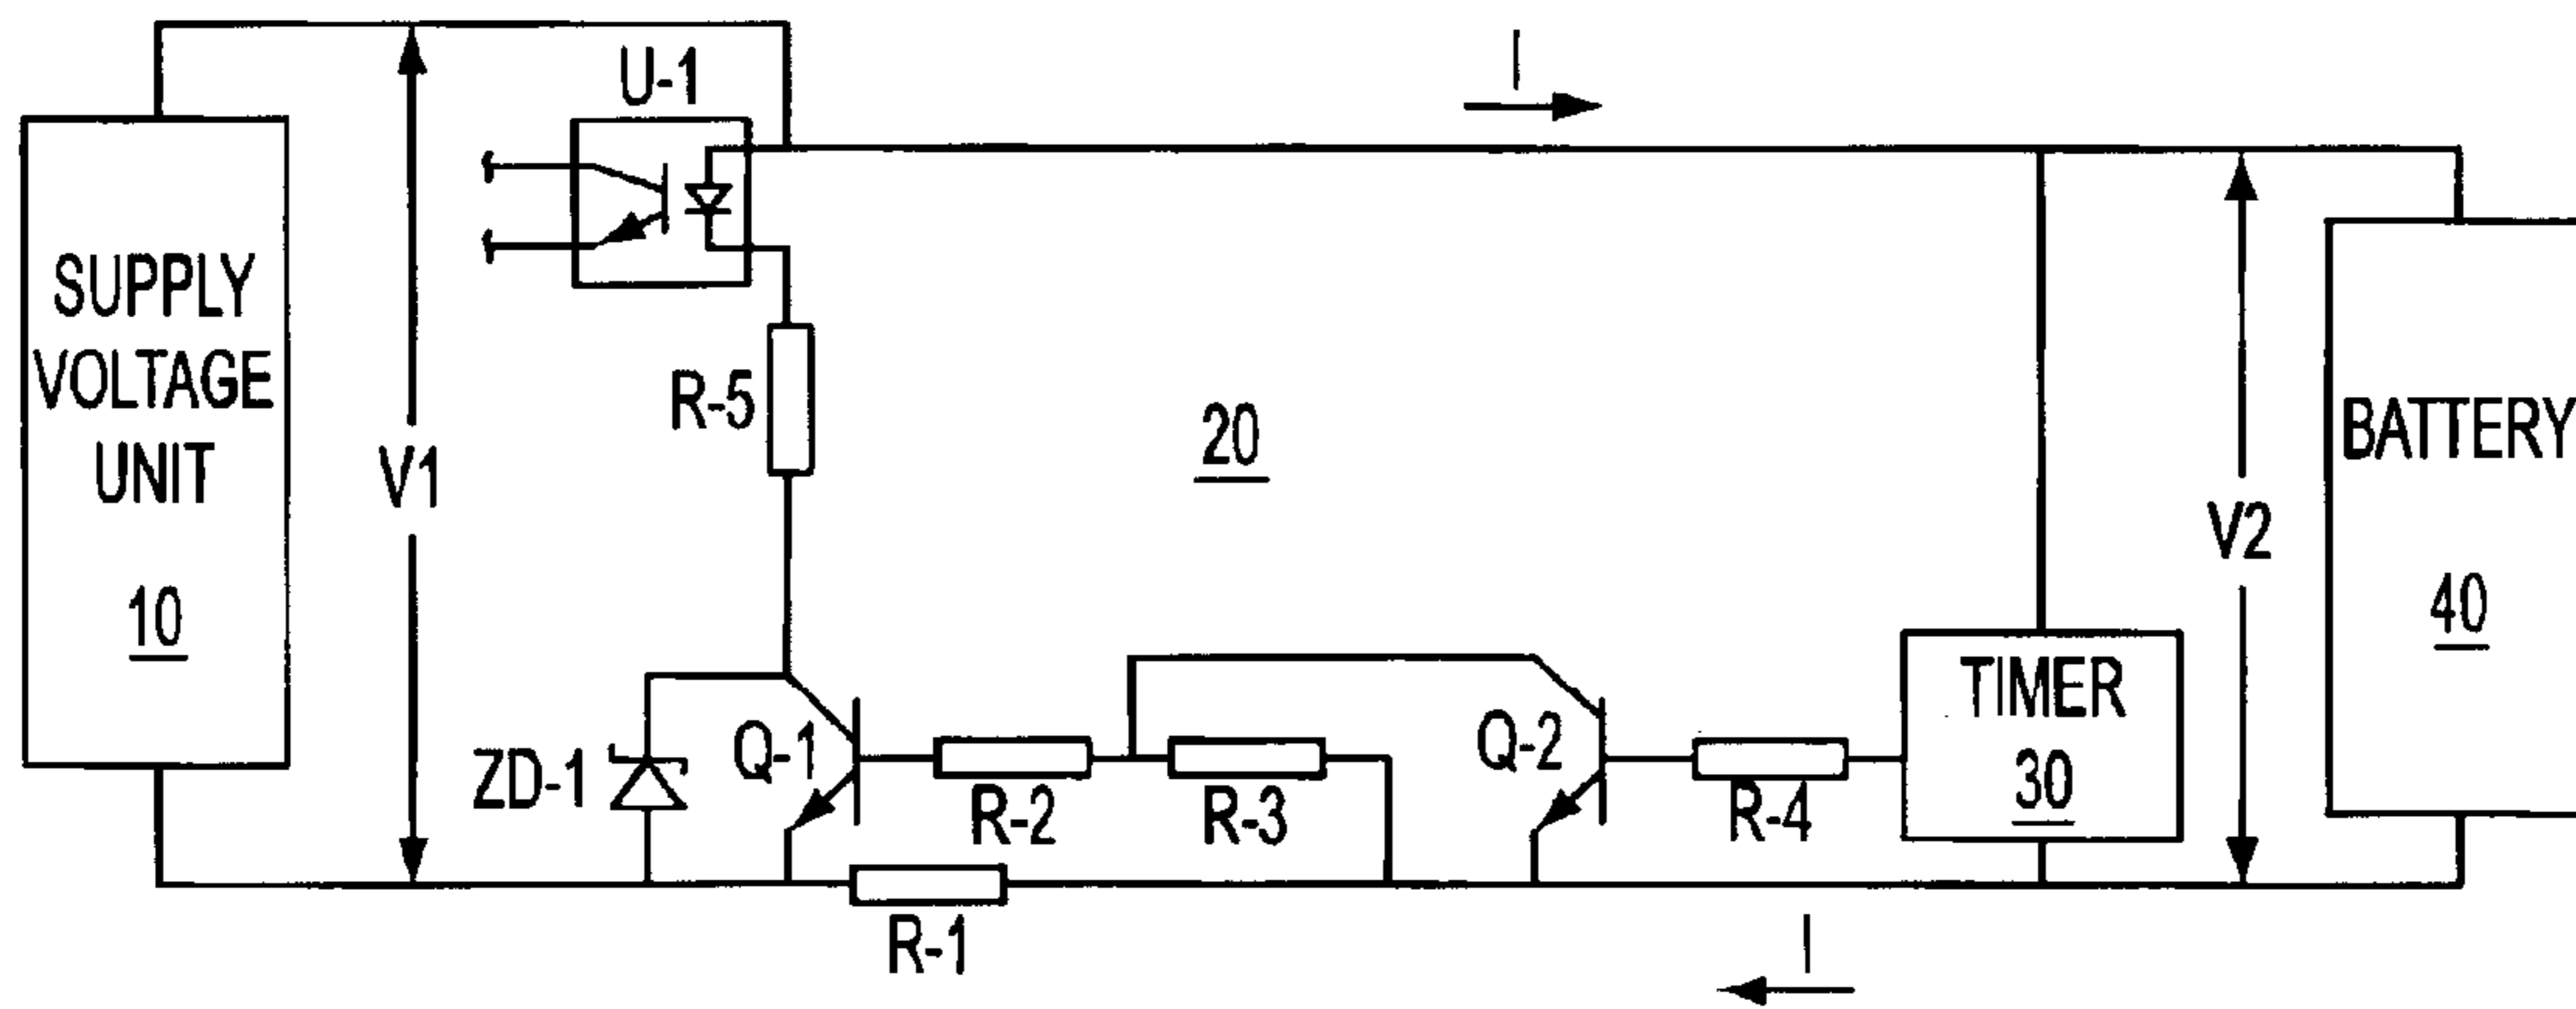 U-1
I
SUPPLY
VOLTAGE
UNIT
10
V1
R-5
20
V2
BATTERY
40
ZD-1
Q-1
R-2
R-3
Q-2
R-4
TIMER
30
R-1
I